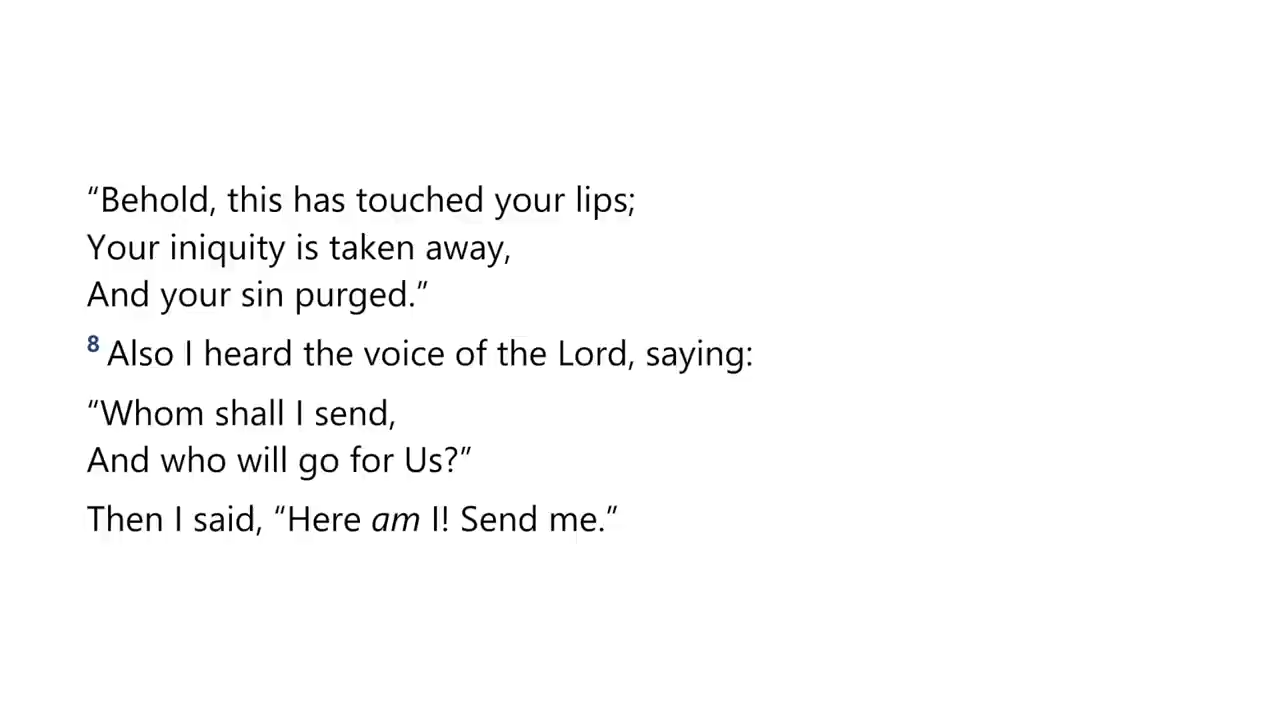 “Behold, this has touched your lips;
Your iniquity is taken away,
And your sin purged.”
8 Also I heard the voice of the Lord, saying:
“Whom shall I send,
And who will go for Us?”
Then I said, “Here am I! Send me.”